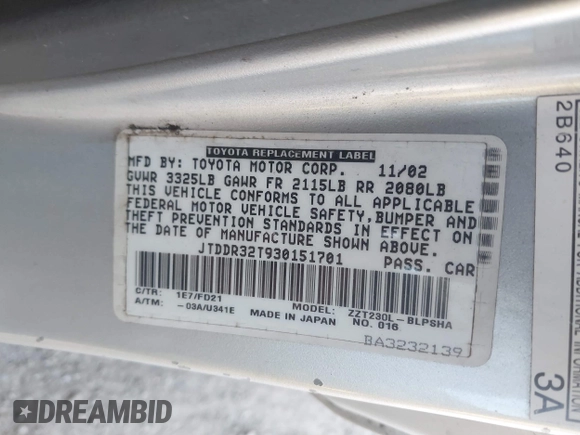 TOYOTA REPLACEMENT LABEL
MFD. BY: TOYOTA MOTOR CORP. 11/02
GVWR 3325LB GAWR FR 2115LB RR 2080LB
THIS VEHICLE CONFORMS TO ALL APPLICABLE
FEDERAL MOTOR VEHICLE SAFETY, BUMPER AND
THEFT PREVENTION STANDARDS IN EFFECT ON
THE DATE OF MANUFACTURE SHOWN ABOVE.
JTDDR32T930151701 PASS. CAR
C/TR: 1E7/FD21 MODEL: ZZT230L-BLPSHA
A/TM: -03A/U341E MADE IN JAPAN NO. 016
BA3232139
2B640
3A
DREAMBID